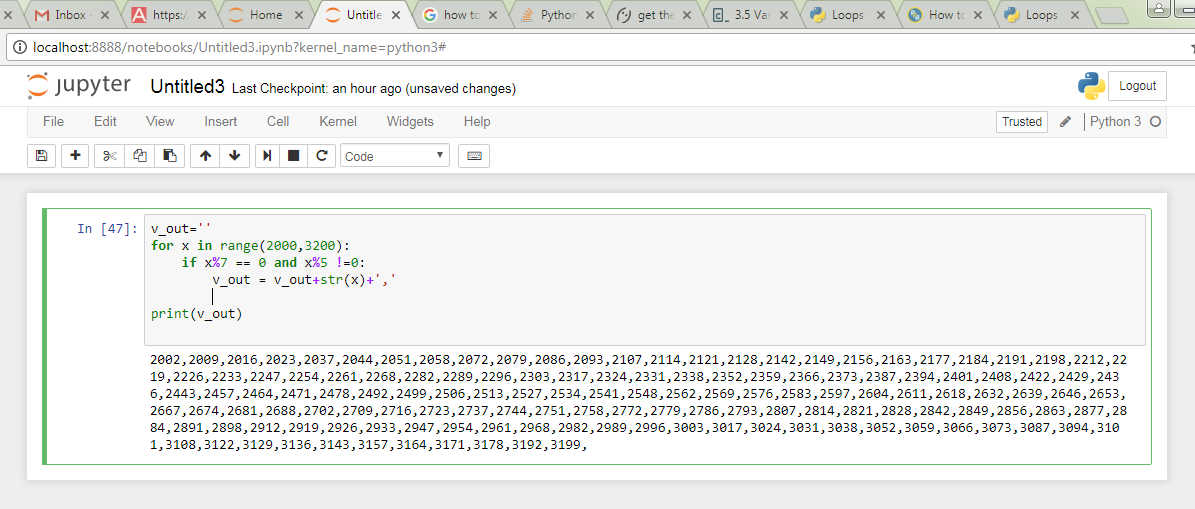 Inbox - https:/ Home Untitle how to Python get the 3.5 Var Loops How to Loops
localhost:8888/notebooks/Untitled3.ipynb?kernel_name=python3#
jupyter Untitled3 Last Checkpoint: an hour ago (unsaved changes) Logout
File Edit View Insert Cell Kernel Widgets Help Trusted Python 3
Code
In [47]: v_out=''
for x in range(2000,3200):
if x%7 == 0 and x%5 !=0:
v_out = v_out+str(x)+','
print(v_out)
2002,2009,2016,2023,2037,2044,2051,2058,2072,2079,2086,2093,2107,2114,2121,2128,2142,2149,2156,2163,2177,2184,2191,2198,2212,22
19,2226,2233,2247,2254,2261,2268,2282,2289,2296,2303,2317,2324,2331,2338,2352,2359,2366,2373,2387,2394,2401,2408,2422,2429,243
6,2443,2457,2464,2471,2478,2492,2499,2506,2513,2527,2534,2541,2548,2562,2569,2576,2583,2597,2604,2611,2618,2632,2639,2646,2653,
2667,2674,2681,2688,2702,2709,2716,2723,2737,2744,2751,2758,2772,2779,2786,2793,2807,2814,2821,2828,2842,2849,2856,2863,2877,28
84,2891,2898,2912,2919,2926,2933,2947,2954,2961,2968,2982,2989,2996,3003,3017,3024,3031,3038,3052,3059,3066,3073,3087,3094,310
1,3108,3122,3129,3136,3143,3157,3164,3171,3178,3192,3199,